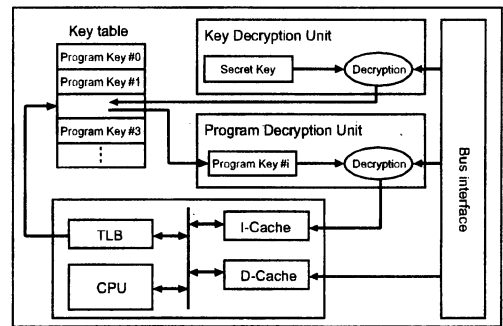 Key table
Program Key #0
Program Key #1
Program Key #3
⋮
Key Decryption Unit
Secret Key
Decryption
Program Decryption Unit
Program Key #i
Decryption
Bus interface
TLB
I-Cache
CPU
D-Cache